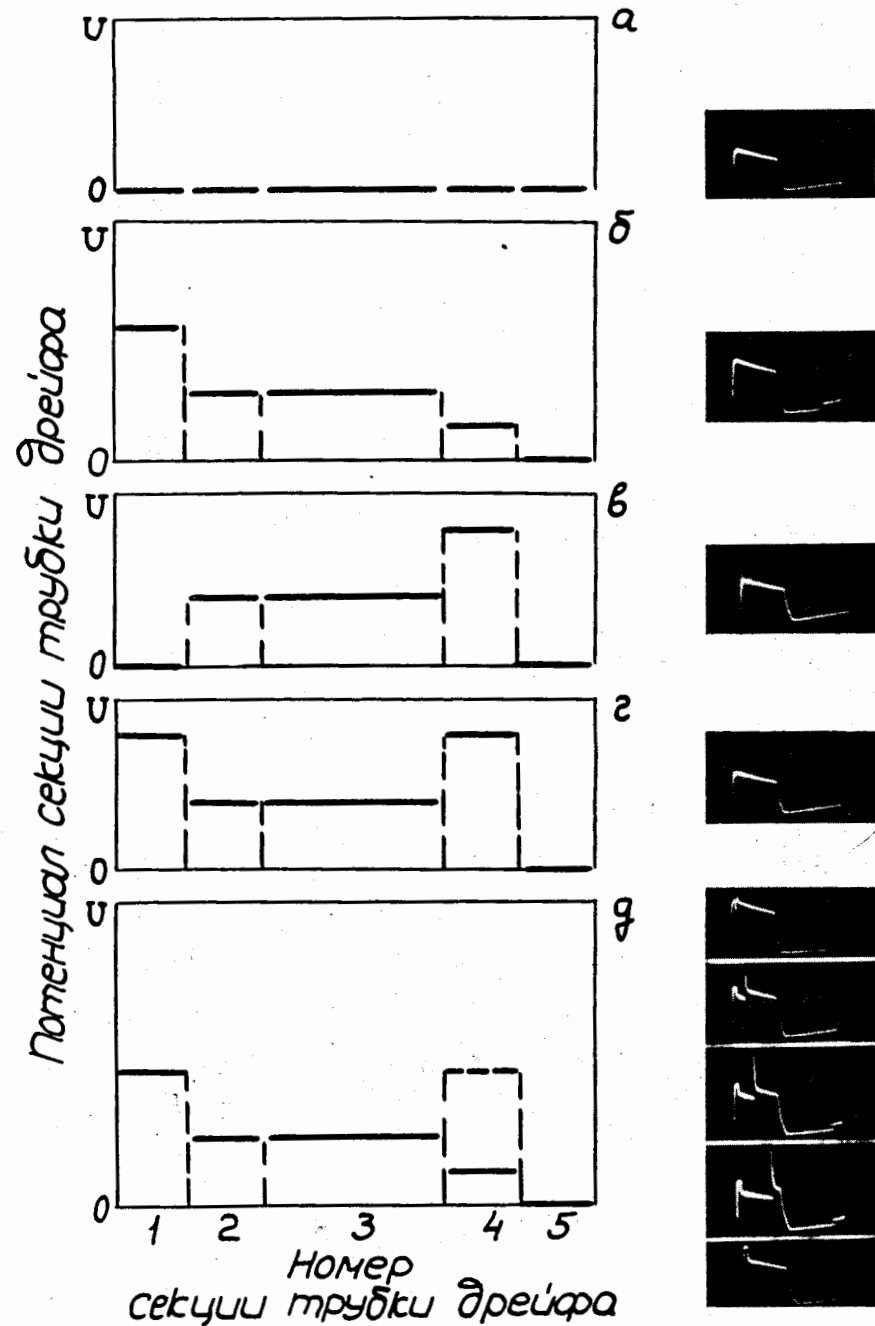 U
а
0
U
б
0
U
в
0
U
г
0
U
д
0
Потенциал секции трубки дрейфа
1 2 3 4 5
Номер
секции трубки дрейфа